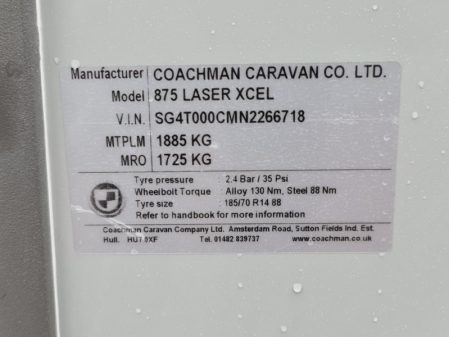 Manufacturer COACHMAN CARAVAN CO. LTD.
Model 875 LASER XCEL
V.I.N. SG4T000CMN2266718
MTPLM 1885 KG
MRO 1725 KG
Tyre pressure : 2.4 Bar / 35 Psi
Wheelbolt Torque : Alloy 130 Nm, Steel 88 Nm
Tyre size : 185/70 R14 88
Refer to handbook for more information
Coachman Caravan Company Ltd. Amsterdam Road, Sutton Fields Ind. Est.
Hull. HU7 0XF Tel. 01482 839737 www.coachman.co.uk